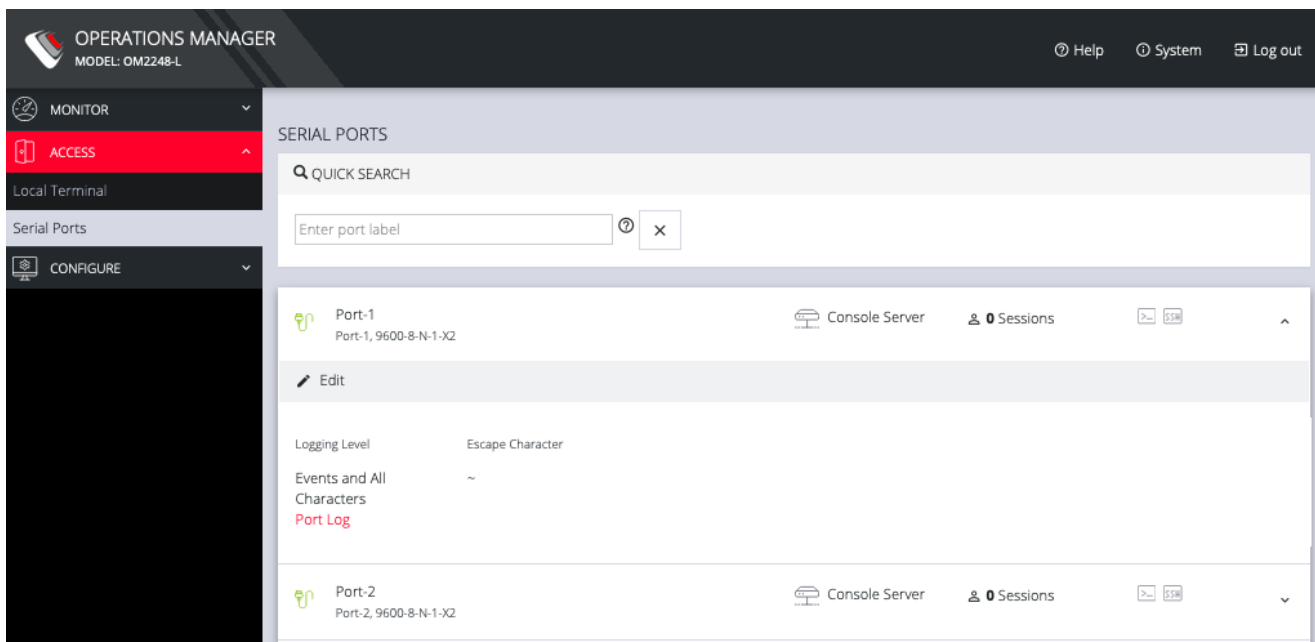 OPERATIONS MANAGER
MODEL: OM2248-L
Help
System
Log out
MONITOR
ACCESS
Local Terminal
Serial Ports
CONFIGURE
SERIAL PORTS
QUICK SEARCH
Enter port label
Port-1
Console Server
0 Sessions
SSH
Port-1, 9600-8-N-1-X2
Edit
Logging Level
Escape Character
Events and All
~
Characters
Port Log
Port-2
Console Server
0 Sessions
SSH
Port-2, 9600-8-N-1-X2